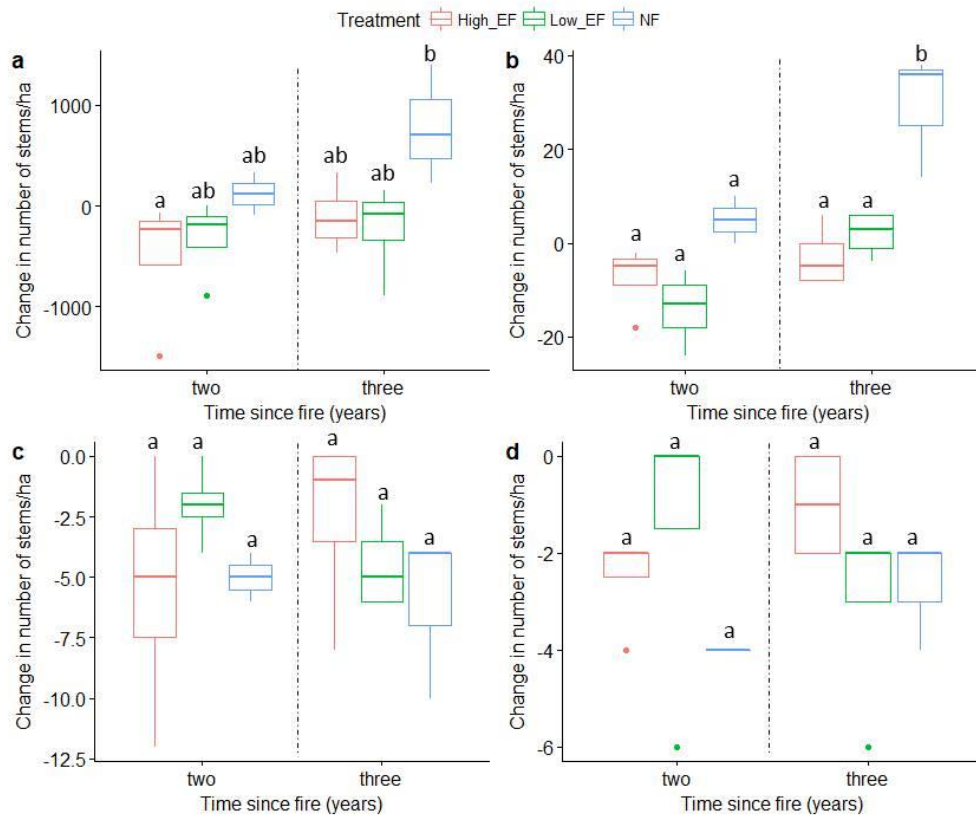 Treatment High_EF Low_EF NF
a
Change in number of stems/ha
1000
0
-1000
a ab ab ab ab b
two three
Time since fire (years)
b
Change in number of stems/ha
40
20
0
-20
a a a a a b
two three
Time since fire (years)
c
Change in number of stems/ha
0.0
-2.5
-5.0
-7.5
-10.0
-12.5
a a a a a a
two three
Time since fire (years)
d
Change in number of stems/ha
0
-2
-4
-6
a a a a a a
two three
Time since fire (years)